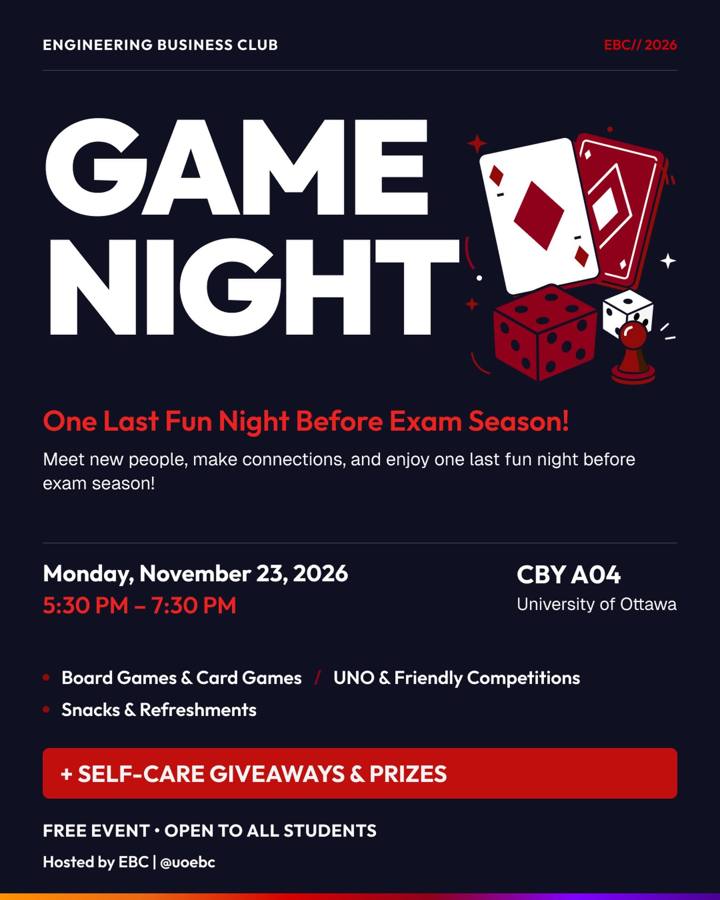 ENGINEERING BUSINESS CLUB
EBC// 2026
GAME
NIGHT
One Last Fun Night Before Exam Season!
Meet new people, make connections, and enjoy one last fun night before
exam season!
Monday, November 23, 2026
5:30 PM – 7:30 PM
CBY A04
University of Ottawa
• Board Games & Card Games / UNO & Friendly Competitions
• Snacks & Refreshments
+ SELF-CARE GIVEAWAYS & PRIZES
FREE EVENT • OPEN TO ALL STUDENTS
Hosted by EBC | @uoebc